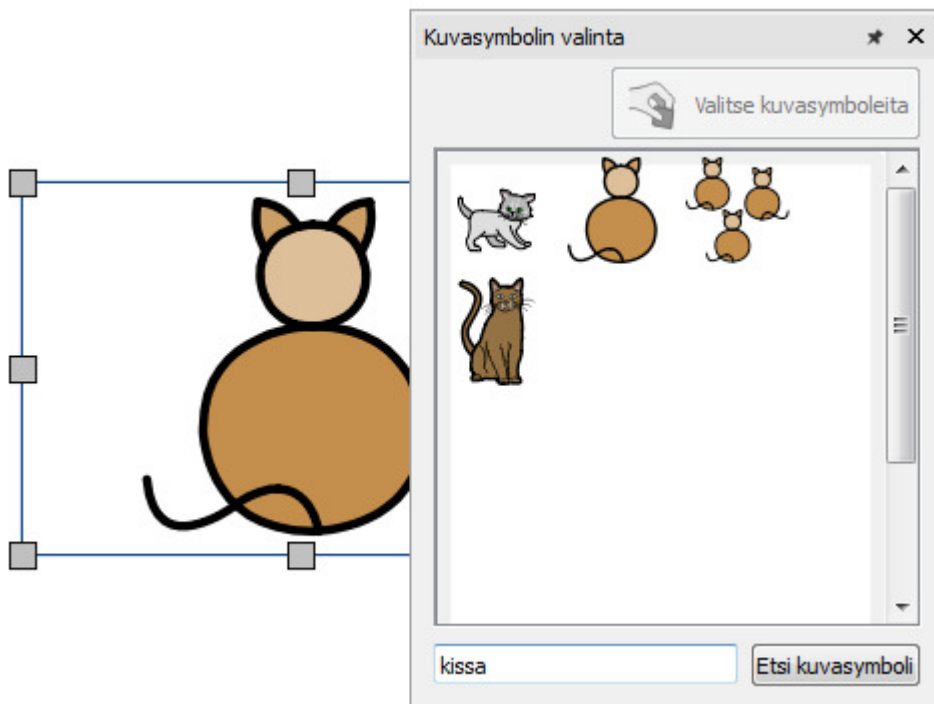 Kuvasymbolin valinta
Valitse kuvasymboleita
kissa
Etsi kuvasymboli